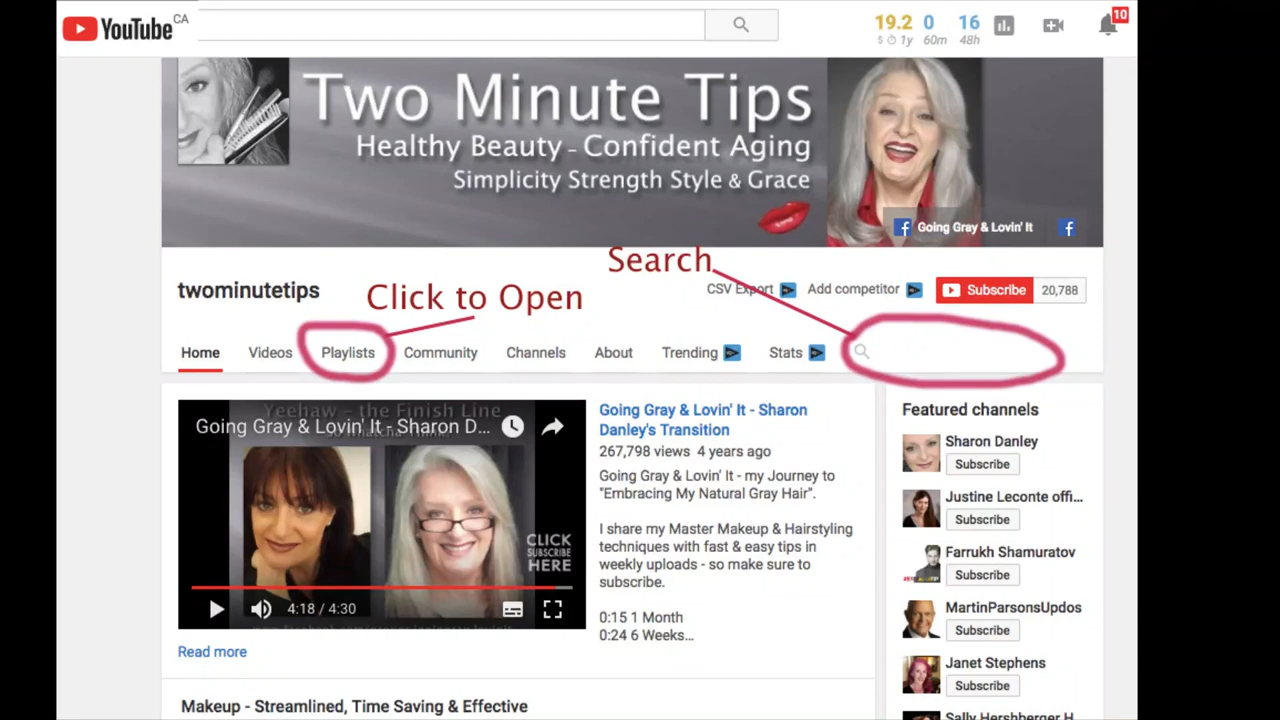 YouTube CA
19.2 0 16
$ 1y 60m 48h
10
Two Minute Tips
Healthy Beauty - Confident Aging
Simplicity Strength Style & Grace
Going Gray & Lovin' It
Search
twominutetips
Click to Open
CSV Export Add competitor Subscribe 20,788
Home Videos Playlists Community Channels About Trending Stats
Yeehaw - the Finish Line
Going Gray & Lovin' It - Sharon D...
CLICK
SUBSCRIBE
HERE
4:18 / 4:30
Read more
Going Gray & Lovin' It - Sharon
Danley's Transition
267,798 views 4 years ago
Going Gray & Lovin' It - my Journey to
"Embracing My Natural Gray Hair".
I share my Master Makeup & Hairstyling
techniques with fast & easy tips in
weekly uploads - so make sure to
subscribe.
0:15 1 Month
0:24 6 Weeks...
Featured channels
Sharon Danley
Subscribe
Justine Leconte offi...
Subscribe
Farrukh Shamuratov
Subscribe
MartinParsonsUpdos
Subscribe
Janet Stephens
Subscribe
Sally Hershberger H
Makeup - Streamlined, Time Saving & Effective